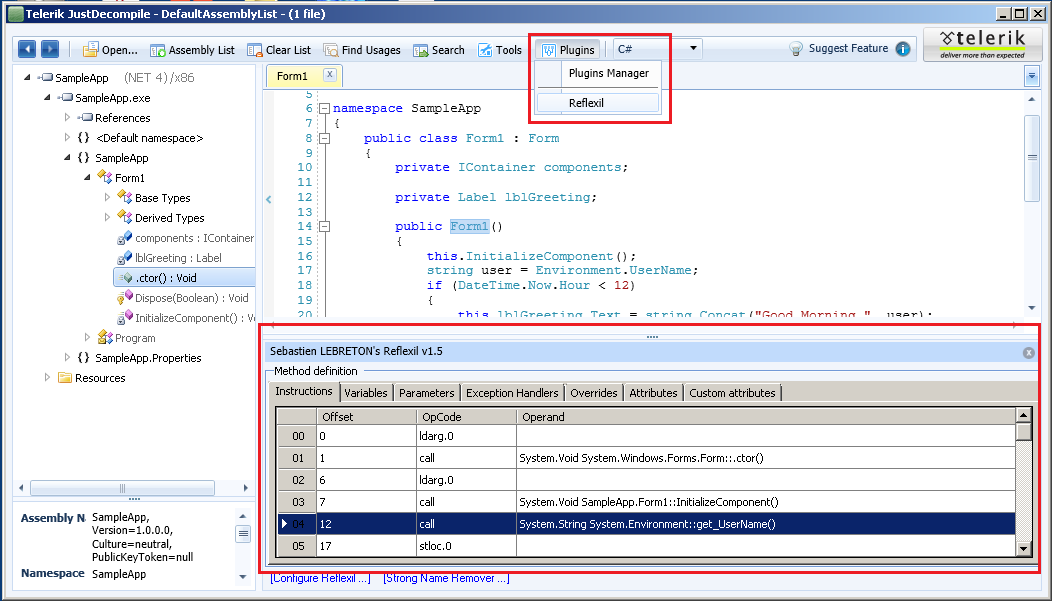 Telerik JustDecompile - DefaultAssemblyList - (1 file)
Open... Assembly List Clear List Find Usages Search Tools Plugins C# Suggest Feature
telerik
deliver more than expected
Plugins Manager
Reflexil
SampleApp (NET 4)/x86
SampleApp.exe
References
{} <Default namespace>
{} SampleApp
Form1
Base Types
Derived Types
components : IContainer
lblGreeting : Label
.ctor() : Void
Dispose(Boolean) : Void
InitializeComponent() : Vo
Program
{} SampleApp.Properties
Resources
Assembly N SampleApp,
Version=1.0.0.0,
Culture=neutral,
PublicKeyToken=null
Namespace SampleApp
Form1 X
5
6 namespace SampleApp
7 {
8 public class Form1 : Form
9 {
10 private IContainer components;
11
12 private Label lblGreeting;
13
14 public Form1()
15 {
16 this.InitializeComponent();
17 string user = Environment.UserName;
18 if (DateTime.Now.Hour < 12)
19 {
20 this.lblGreeting.Text = string.Concat("Good Morning ", user);
Sebastien LEBRETON's Reflexil v1.5
Method definition
Instructions Variables Parameters Exception Handlers Overrides Attributes Custom attributes
Offset OpCode Operand
00 0 ldarg.0
01 1 call System.Void System.Windows.Forms.Form::.ctor()
02 6 ldarg.0
03 7 call System.Void SampleApp.Form1::InitializeComponent()
04 12 call System.String System.Environment::get_UserName()
05 17 stloc.0
[Configure Reflexil ...] [Strong Name Remover ...]